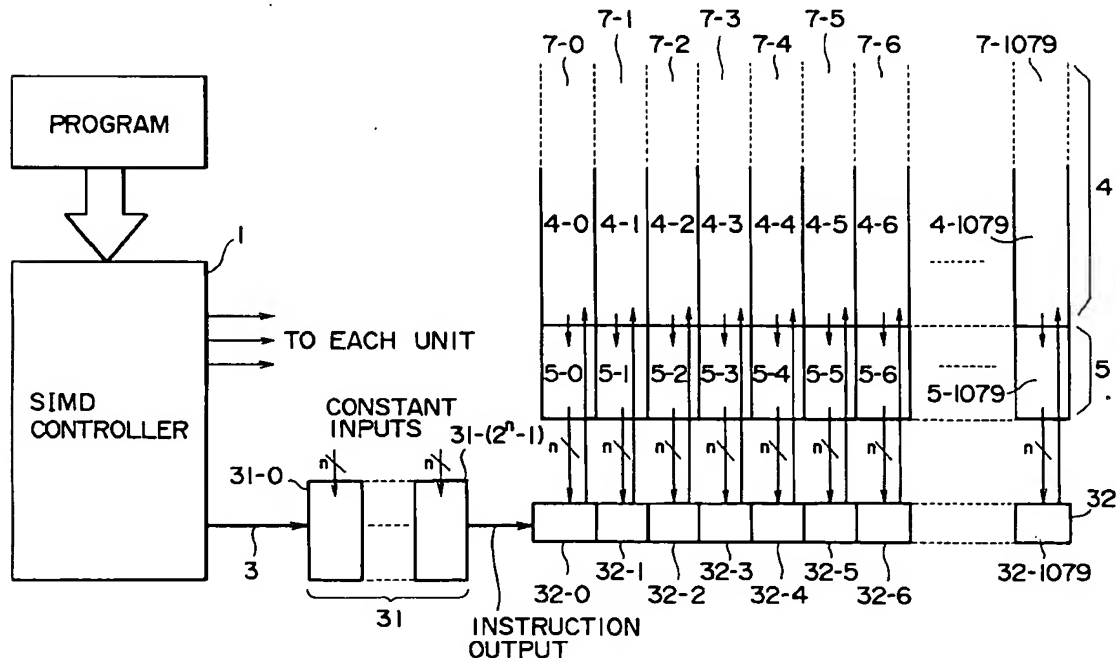 7-1 7-3 7-5
7-0 7-2 7-4 7-6 7-1079
PROGRAM
4
1
4-0 4-1 4-2 4-3 4-4 4-5 4-6 4-1079
TO EACH UNIT
5-0 5-1 5-2 5-3 5-4 5-5 5-6
5-1079
5
SIMD
CONTROLLER
CONSTANT
INPUTS
31-0
31-(2ⁿ-1)
n n
n n n n n n n n
3
31
INSTRUCTION
OUTPUT
32
32-0 32-1 32-2 32-3 32-4 32-5 32-6 32-1079